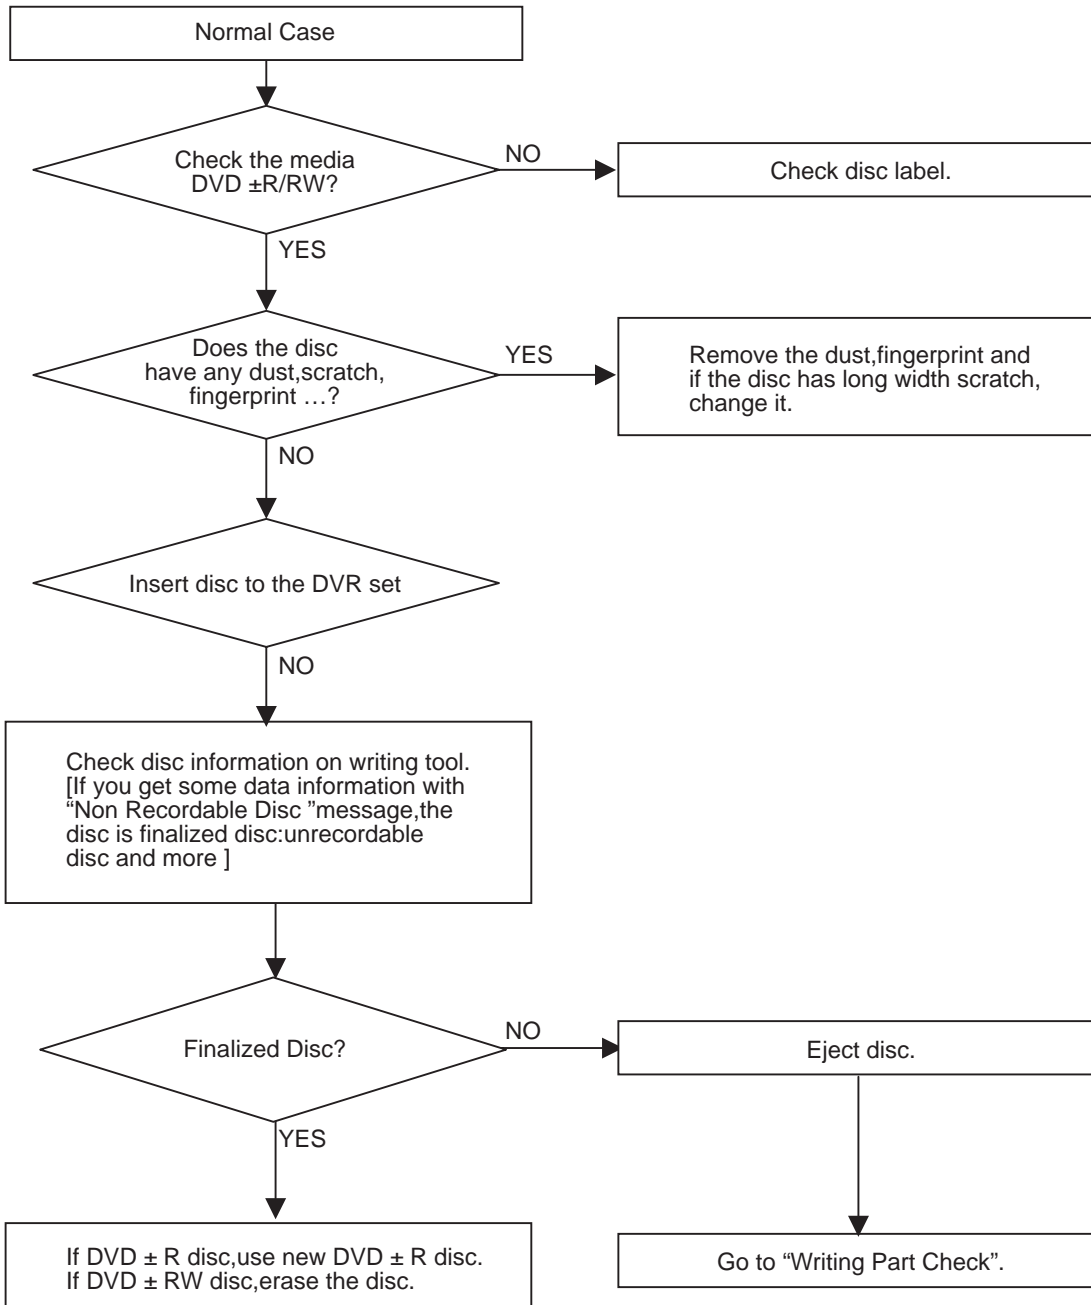 Normal Case
Check the media
DVD ±R/RW?
NO
Check disc label.
YES
Does the disc
have any dust,scratch,
fingerprint …?
YES
Remove the dust,fingerprint and
if the disc has long width scratch,
change it.
NO
Insert disc to the DVR set
NO
Check disc information on writing tool.
[If you get some data information with
“Non Recordable Disc ”message,the
disc is finalized disc:unrecordable
disc and more ]
Finalized Disc?
NO
Eject disc.
YES
If DVD ± R disc,use new DVD ± R disc.
If DVD ± RW disc,erase the disc.
Go to “Writing Part Check”.